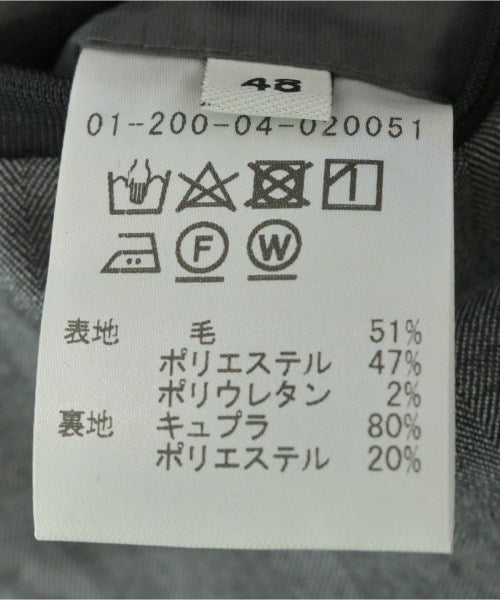 48
01-200-04-020051
F W
表地 毛 51%
ポリエステル 47%
ポリウレタン 2%
裏地 キュプラ 80%
ポリエステル 20%